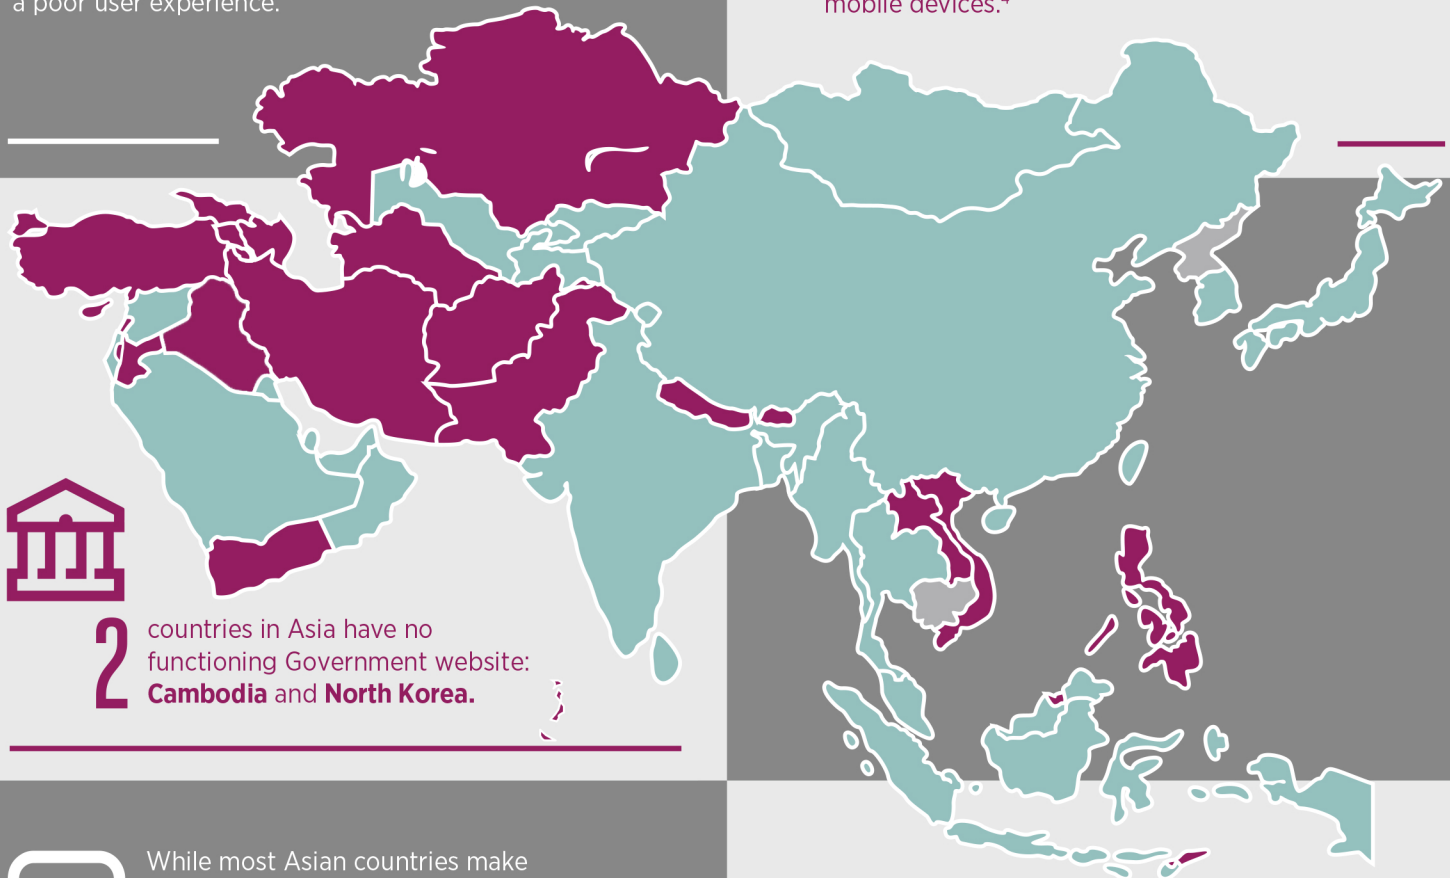 a poor user experience.
mobile devices.⁴
2
countries in Asia have no
functioning Government website:
Cambodia and North Korea.
While most Asian countries make